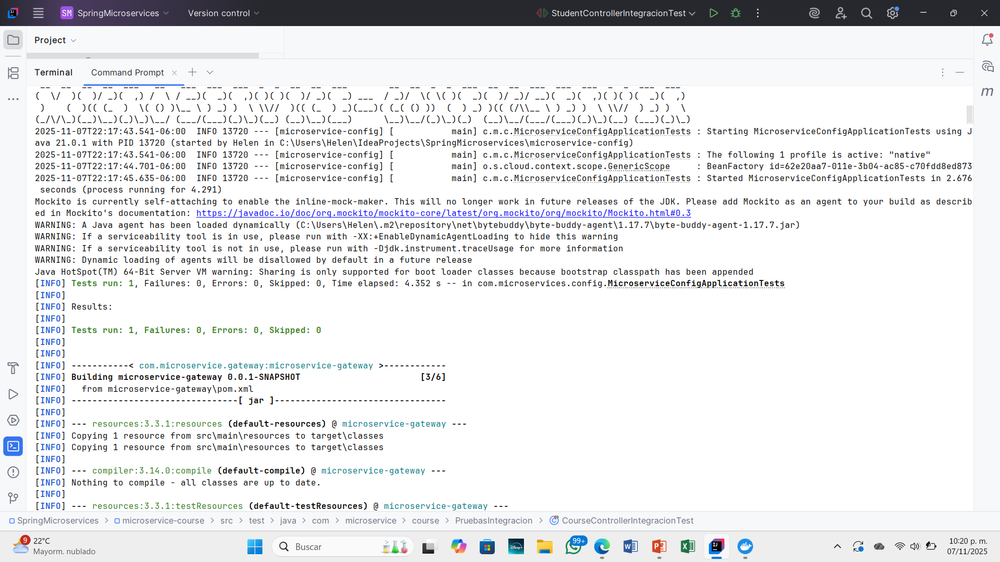 SM SpringMicroservices
Version control
StudentControllerIntegracionTest
Project
Terminal
Command Prompt
2025-11-07T22:17:43.541-06:00  INFO 13720 --- [microservice-config] [           main] c.m.c.MicroserviceConfigApplicationTests : Starting MicroserviceConfigApplicationTests using J
ava 21.0.1 with PID 13720 (started by Helen in C:\Users\Helen\IdeaProjects\SpringMicroservices\microservice-config)
2025-11-07T22:17:43.541-06:00  INFO 13720 --- [microservice-config] [           main] c.m.c.MicroserviceConfigApplicationTests : The following 1 profile is active: "native"
2025-11-07T22:17:44.701-06:00  INFO 13720 --- [microservice-config] [           main] o.s.cloud.context.scope.GenericScope     : BeanFactory id=62e20aa7-011e-3b04-ac85-c70fdd8ed873
2025-11-07T22:17:45.635-06:00  INFO 13720 --- [microservice-config] [           main] c.m.c.MicroserviceConfigApplicationTests : Started MicroserviceConfigApplicationTests in 2.676
 seconds (process running for 4.291)
Mockito is currently self-attaching to enable the inline-mock-maker. This will no longer work in future releases of the JDK. Please add Mockito as an agent to your build as describ
ed in Mockito's documentation: https://javadoc.io/doc/org.mockito/mockito-core/latest/org.mockito/org/mockito/Mockito.html#0.3
WARNING: A Java agent has been loaded dynamically (C:\Users\Helen\.m2\repository\net\bytebuddy\byte-buddy-agent\1.17.7\byte-buddy-agent-1.17.7.jar)
WARNING: If a serviceability tool is in use, please run with -XX:+EnableDynamicAgentLoading to hide this warning
WARNING: If a serviceability tool is not in use, please run with -Djdk.instrument.traceUsage for more information
WARNING: Dynamic loading of agents will be disallowed by default in a future release
Java HotSpot(TM) 64-Bit Server VM warning: Sharing is only supported for boot loader classes because bootstrap classpath has been appended
[INFO] Tests run: 1, Failures: 0, Errors: 0, Skipped: 0, Time elapsed: 4.352 s -- in com.microservices.config.MicroserviceConfigApplicationTests
[INFO]
[INFO] Results:
[INFO]
[INFO] Tests run: 1, Failures: 0, Errors: 0, Skipped: 0
[INFO]
[INFO]
[INFO] -----------< com.microservice.gateway:microservice-gateway >------------
[INFO] Building microservice-gateway 0.0.1-SNAPSHOT                       [3/6]
[INFO]   from microservice-gateway\pom.xml
[INFO] --------------------------------[ jar ]---------------------------------
[INFO]
[INFO] --- resources:3.3.1:resources (default-resources) @ microservice-gateway ---
[INFO] Copying 1 resource from src\main\resources to target\classes
[INFO] Copying 1 resource from src\main\resources to target\classes
[INFO]
[INFO] --- compiler:3.14.0:compile (default-compile) @ microservice-gateway ---
[INFO] Nothing to compile - all classes are up to date.
[INFO]
[INFO] --- resources:3.3.1:testResources (default-testResources) @ microservice-gateway ---
SpringMicroservices > microservice-course > src > test > java > com > microservice > course > PruebasIntegracion > CourseControllerIntegracionTest
9 22°C
Mayorm. nublado
Buscar
99+
10:20 p. m.
07/11/2025